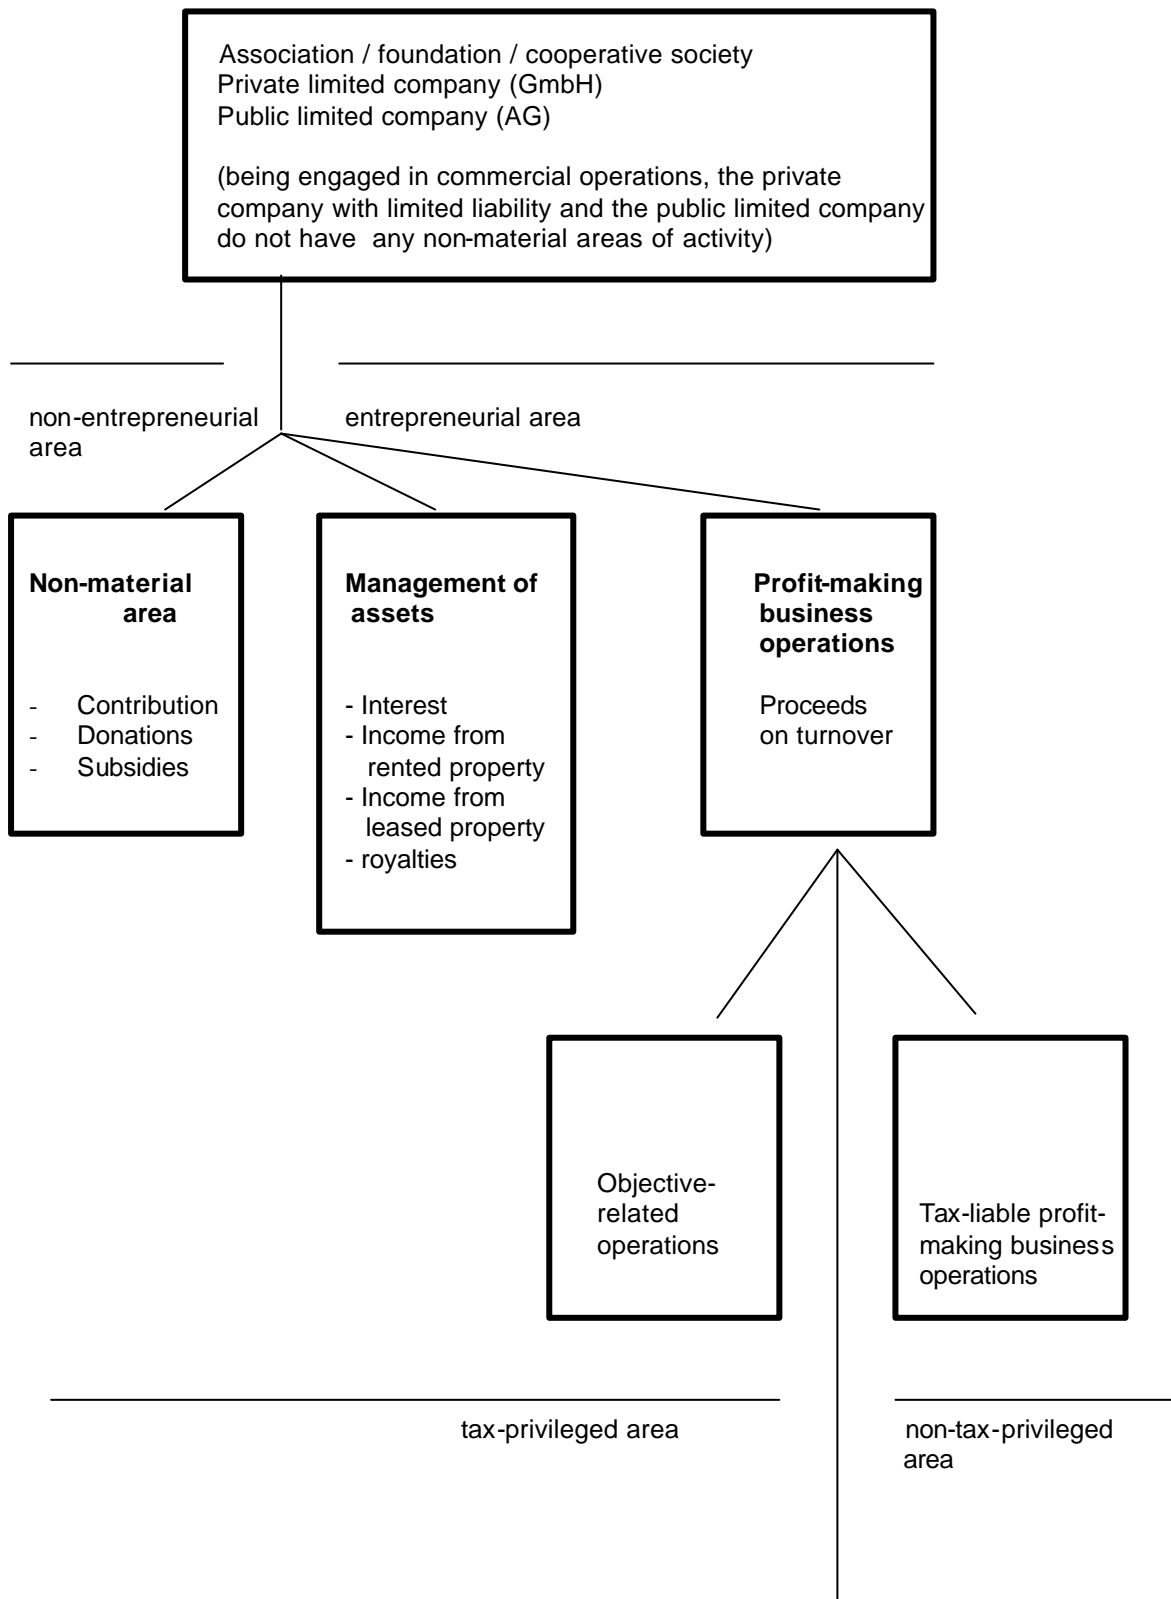 Association / foundation / cooperative society
Private limited company (GmbH)
Public limited company (AG)
(being engaged in commercial operations, the private
company with limited liability and the public limited company
do not have any non-material areas of activity)
non-entrepreneurial
area
entrepreneurial area
Non-material
area
- Contribution
- Donations
- Subsidies
Management of
assets
- Interest
- Income from
rented property
- Income from
leased property
- royalties
Profit-making
business
operations
Proceeds
on turnover
Objective-
related
operations
Tax-liable profit-
making business
operations
tax-privileged area
non-tax-privileged
area